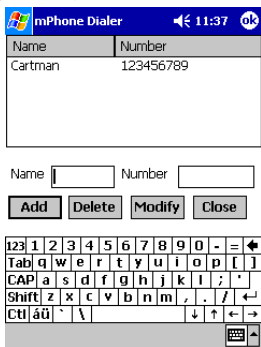 mPhone Dialer 11:37 ok
Name Number
Cartman 123456789
Name Number
Add Delete Modify Close
123 1 2 3 4 5 6 7 8 9 0 - =
Tab q w e r t y u i o p [ ]
CAP a s d f g h j k l ; '
Shift z x c v b n m , . /
Ctl áü ` \